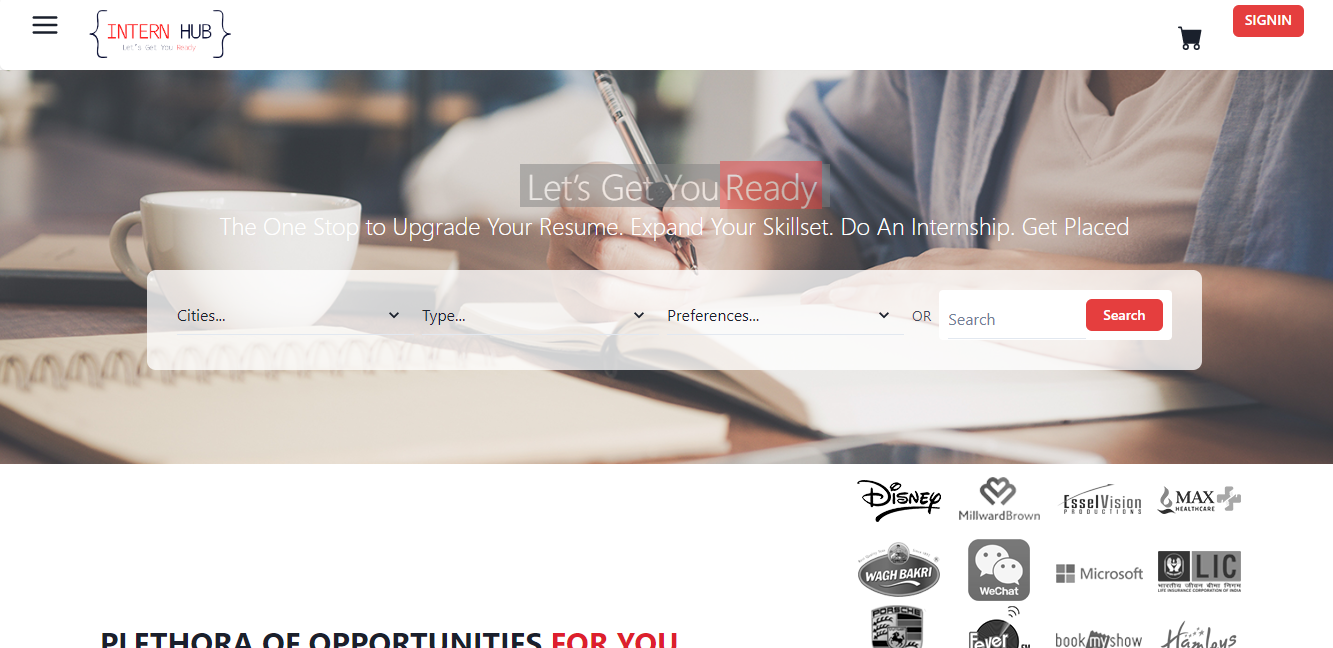 INTERN HUB
Let's Get You Ready
SIGNIN
Let's Get You Ready
The One Stop to Upgrade Your Resume. Expand Your Skillset. Do An Internship. Get Placed
Cities...
Type...
Preferences...
OR
Search
Search
Disney
MillwardBrown
EsselVision
PRODUCTIONS
MAX
HEALTHCARE
WAGH BAKRI
WeChat
Microsoft
LIC
भारतीय जीवन बीमा निगम
LIFE INSURANCE CORPORATION OF INDIA
PORSCHE
Fever
bookmyshow
Hamleys
PLETHORA OF OPPORTUNITIES FOR YOU